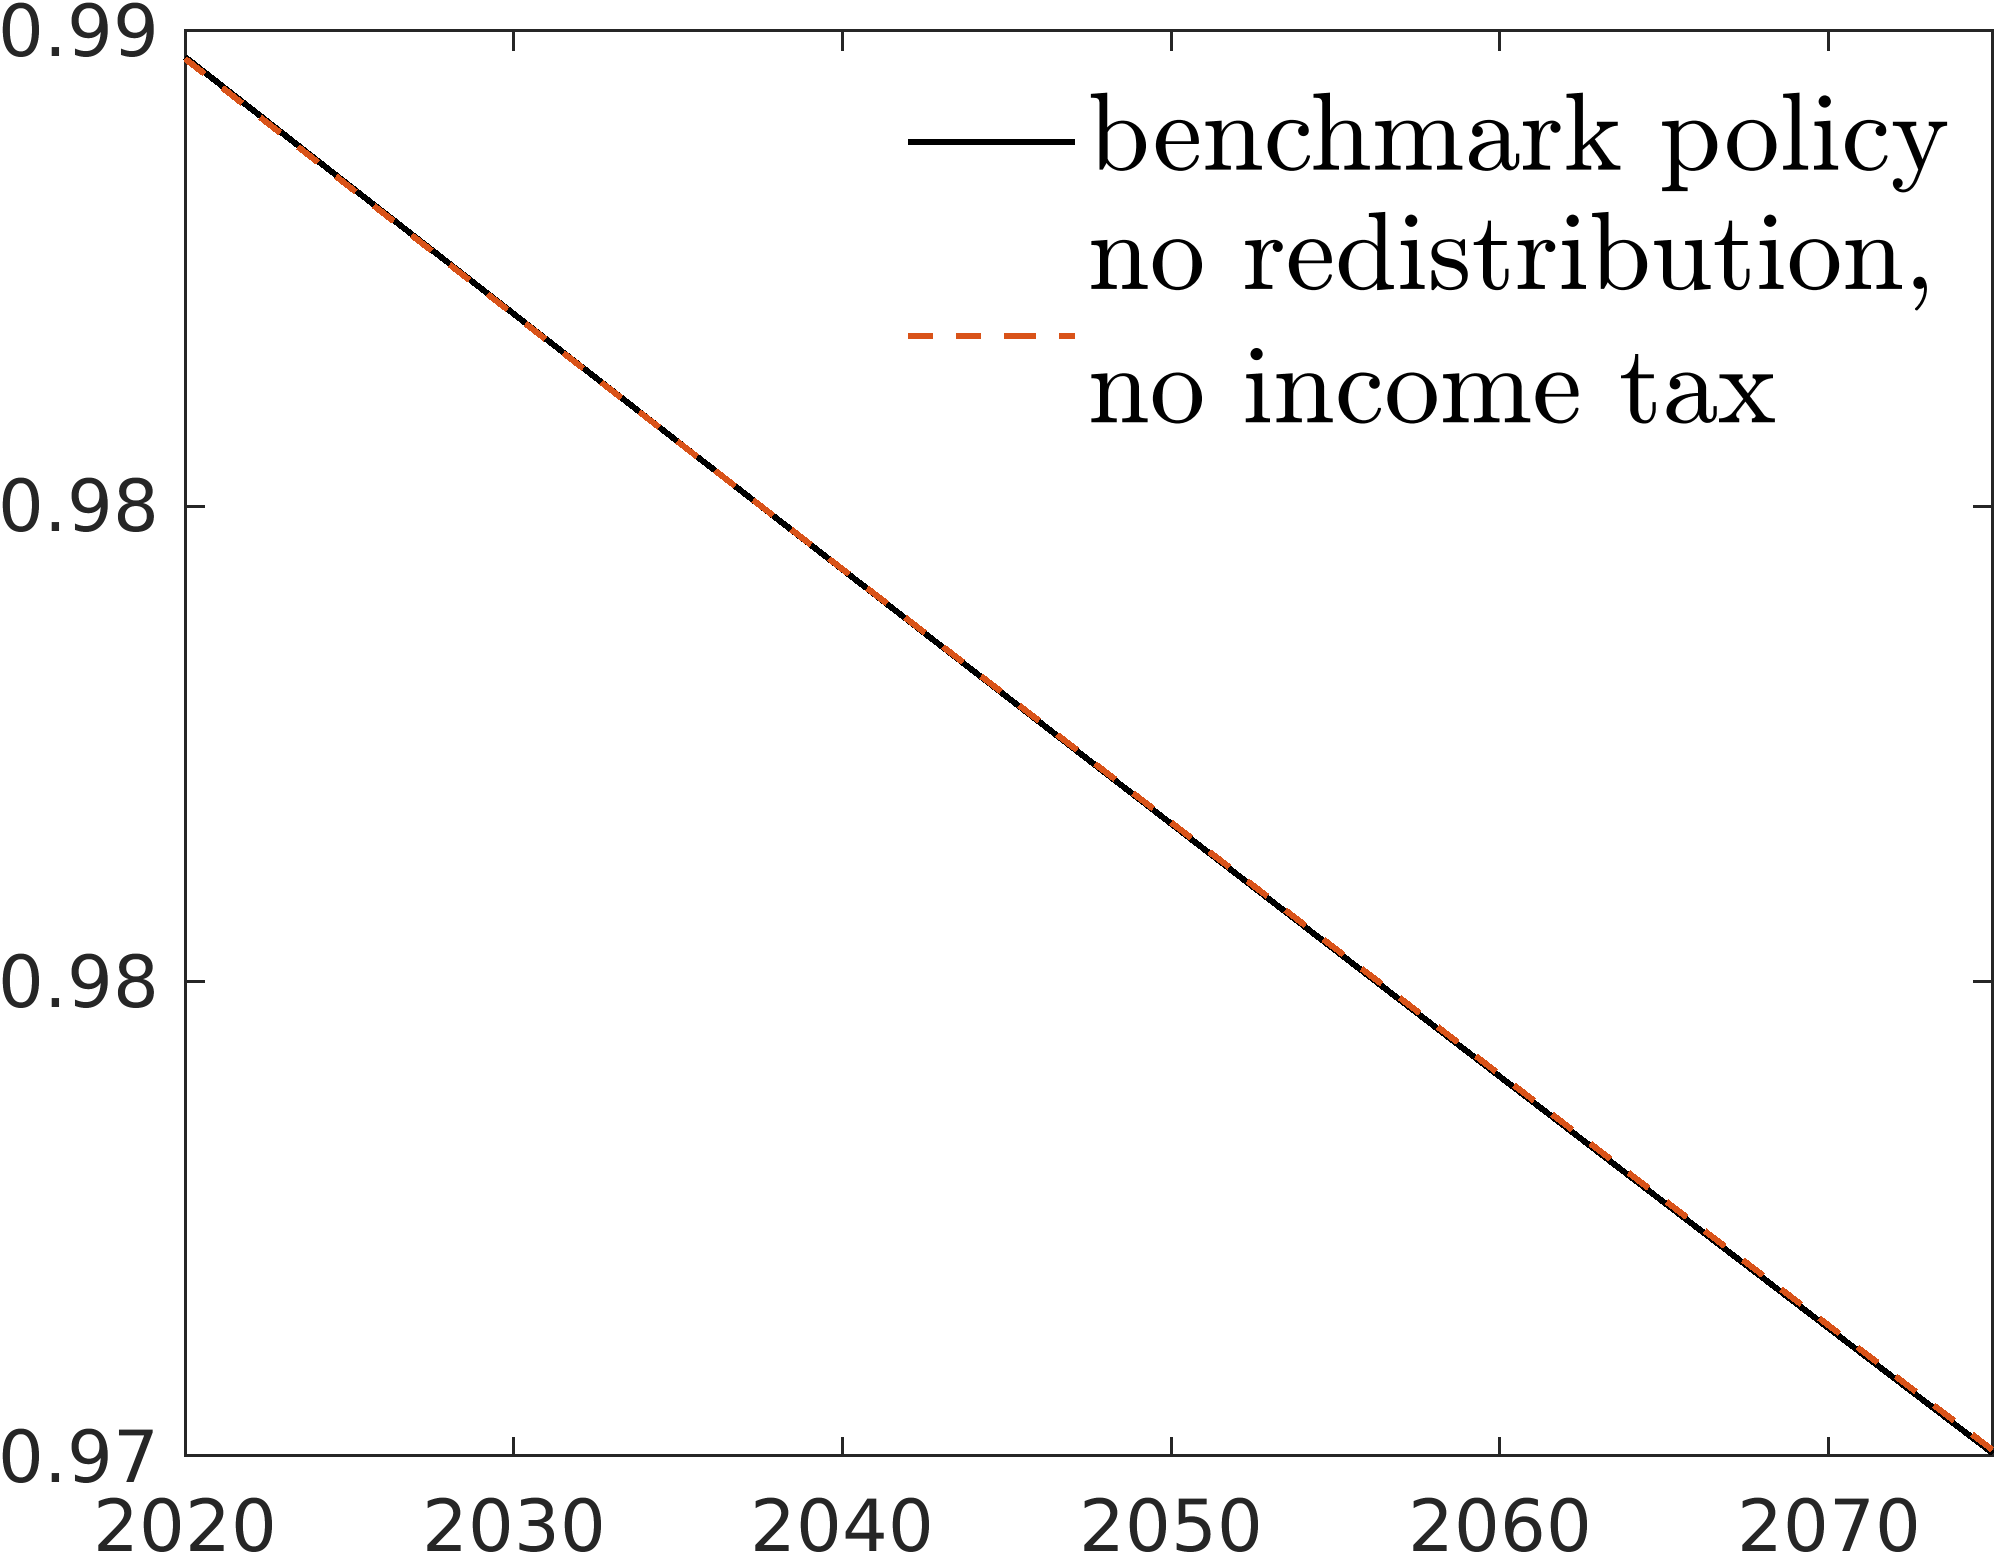 0.99
benchmark policy
no redistribution,
no income tax
0.98
0.98
0.97
2020 2030 2040 2050 2060 2070